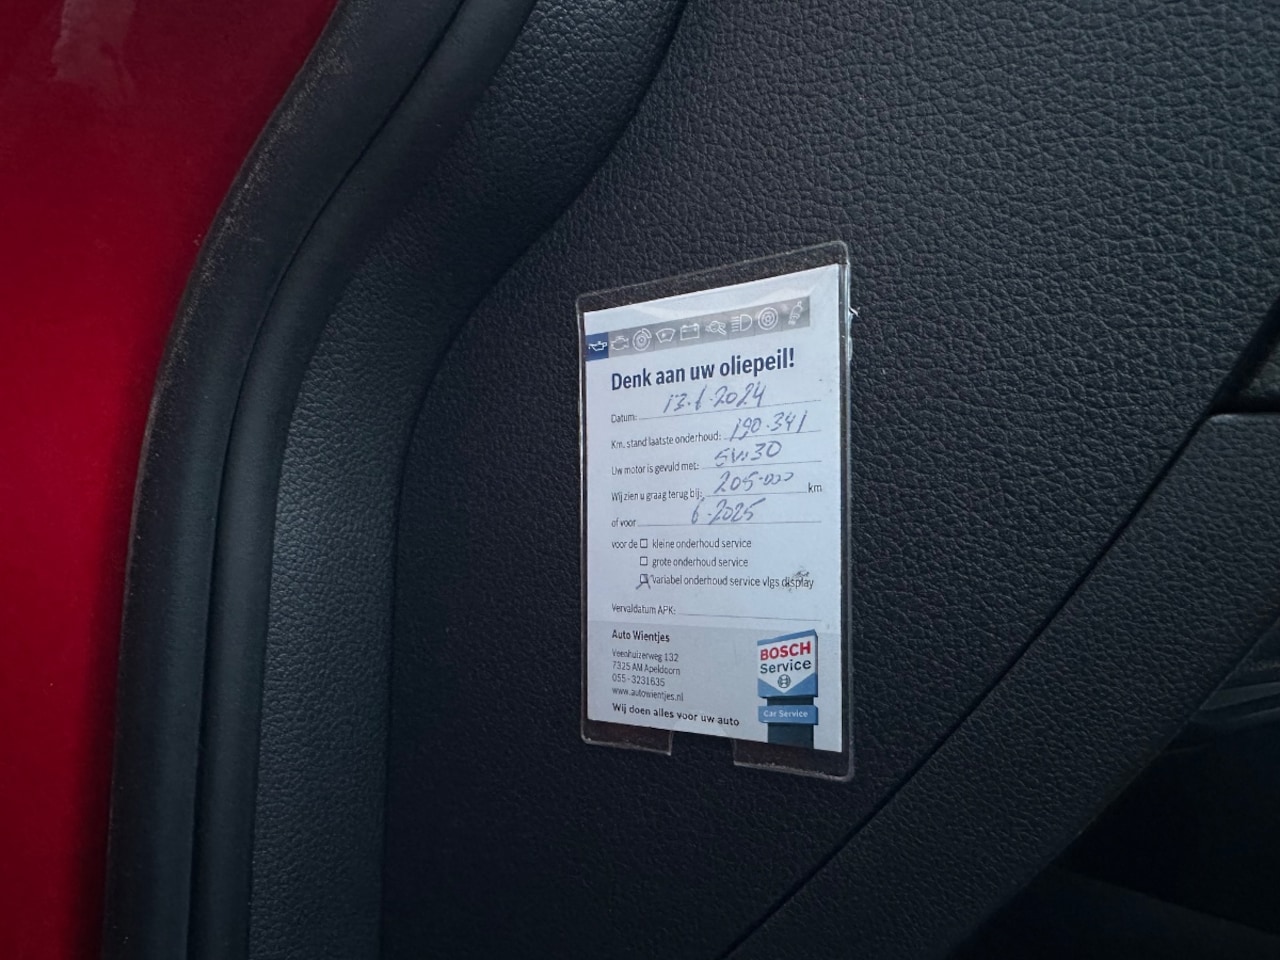 Denk aan uw oliepeil!
Datum: 13.6.2024
Km. stand laatste onderhoud: 190.341
Uw motor is gevuld met: 5W30
Wij zien u graag terug bij: 205.000 km
of voor 6-2025
voor de kleine onderhoud service
grote onderhoud service
variabel onderhoud service vlgs display
Vervaldatum APK:
Auto Wientjes
Veenhuizerweg 132
7325 AM Apeldoorn
055-3231635
www.autowientjes.nl
Wij doen alles voor uw auto
BOSCH
Service
Car Service